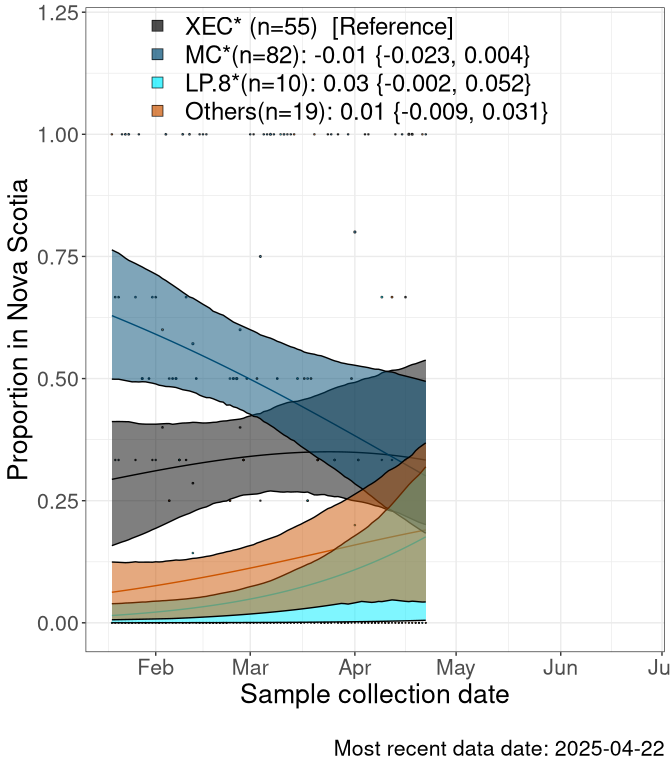 XEC* (n=55)  [Reference]
MC*(n=82): -0.01 {-0.023, 0.004}
LP.8*(n=10): 0.03 {-0.002, 0.052}
Others(n=19): 0.01 {-0.009, 0.031}
1.25
1.00
0.75
0.50
0.25
0.00
Proportion in Nova Scotia
Feb Mar Apr May Jun Ju
Sample collection date
Most recent data date: 2025-04-22